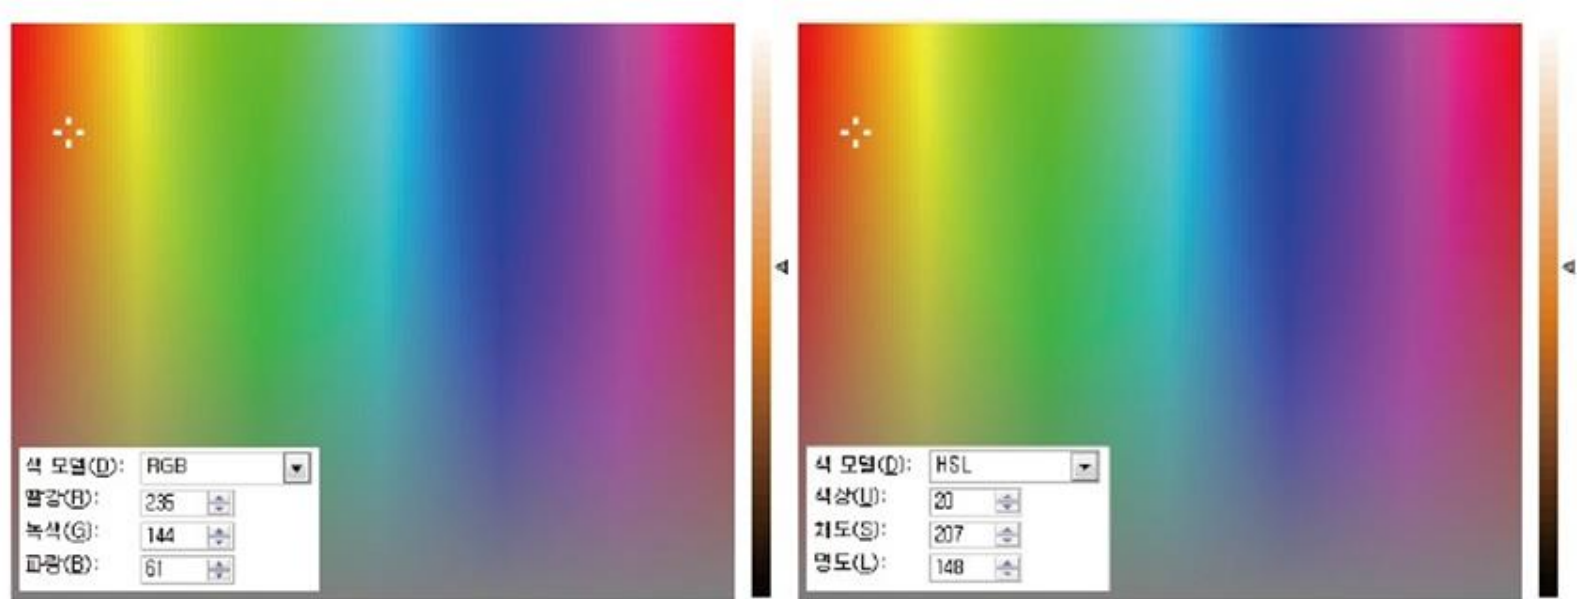 색 모델(D): RGB
빨강(R): 235
녹색(G): 144
파랑(B): 61
색 모델(D): HSL
색상(U): 20
채도(S): 207
명도(L): 148